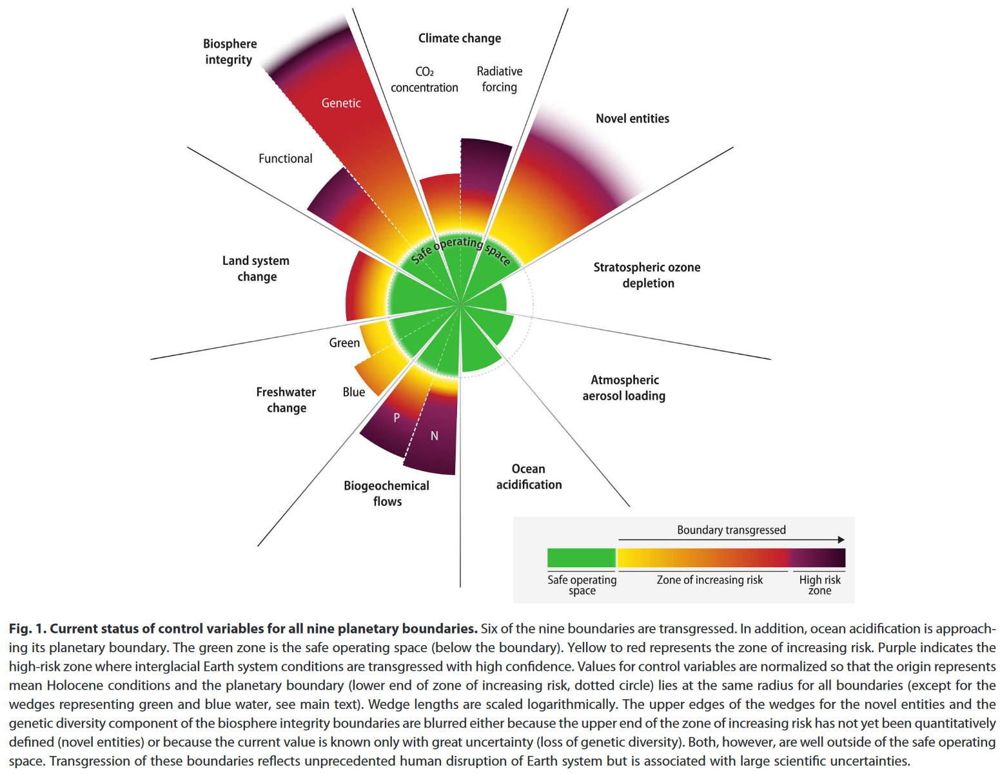 Biosphere
integrity
Climate change
CO₂
concentration
Radiative
forcing
Genetic
Novel entities
Functional
Safe operating space
Land system
change
Stratospheric ozone
depletion
Green
Blue
Freshwater
change
Atmospheric
aerosol loading
P
N
Biogeochemical
flows
Ocean
acidification
Boundary transgressed
Safe operating
space
Zone of increasing risk
High risk
zone
Fig. 1. Current status of control variables for all nine planetary boundaries. Six of the nine boundaries are transgressed. In addition, ocean acidification is approach-
ing its planetary boundary. The green zone is the safe operating space (below the boundary). Yellow to red represents the zone of increasing risk. Purple indicates the
high-risk zone where interglacial Earth system conditions are transgressed with high confidence. Values for control variables are normalized so that the origin represents
mean Holocene conditions and the planetary boundary (lower end of zone of increasing risk, dotted circle) lies at the same radius for all boundaries (except for the
wedges representing green and blue water, see main text). Wedge lengths are scaled logarithmically. The upper edges of the wedges for the novel entities and the
genetic diversity component of the biosphere integrity boundaries are blurred either because the upper end of the zone of increasing risk has not yet been quantitatively
defined (novel entities) or because the current value is known only with great uncertainty (loss of genetic diversity). Both, however, are well outside of the safe operating
space. Transgression of these boundaries reflects unprecedented human disruption of Earth system but is associated with large scientific uncertainties.